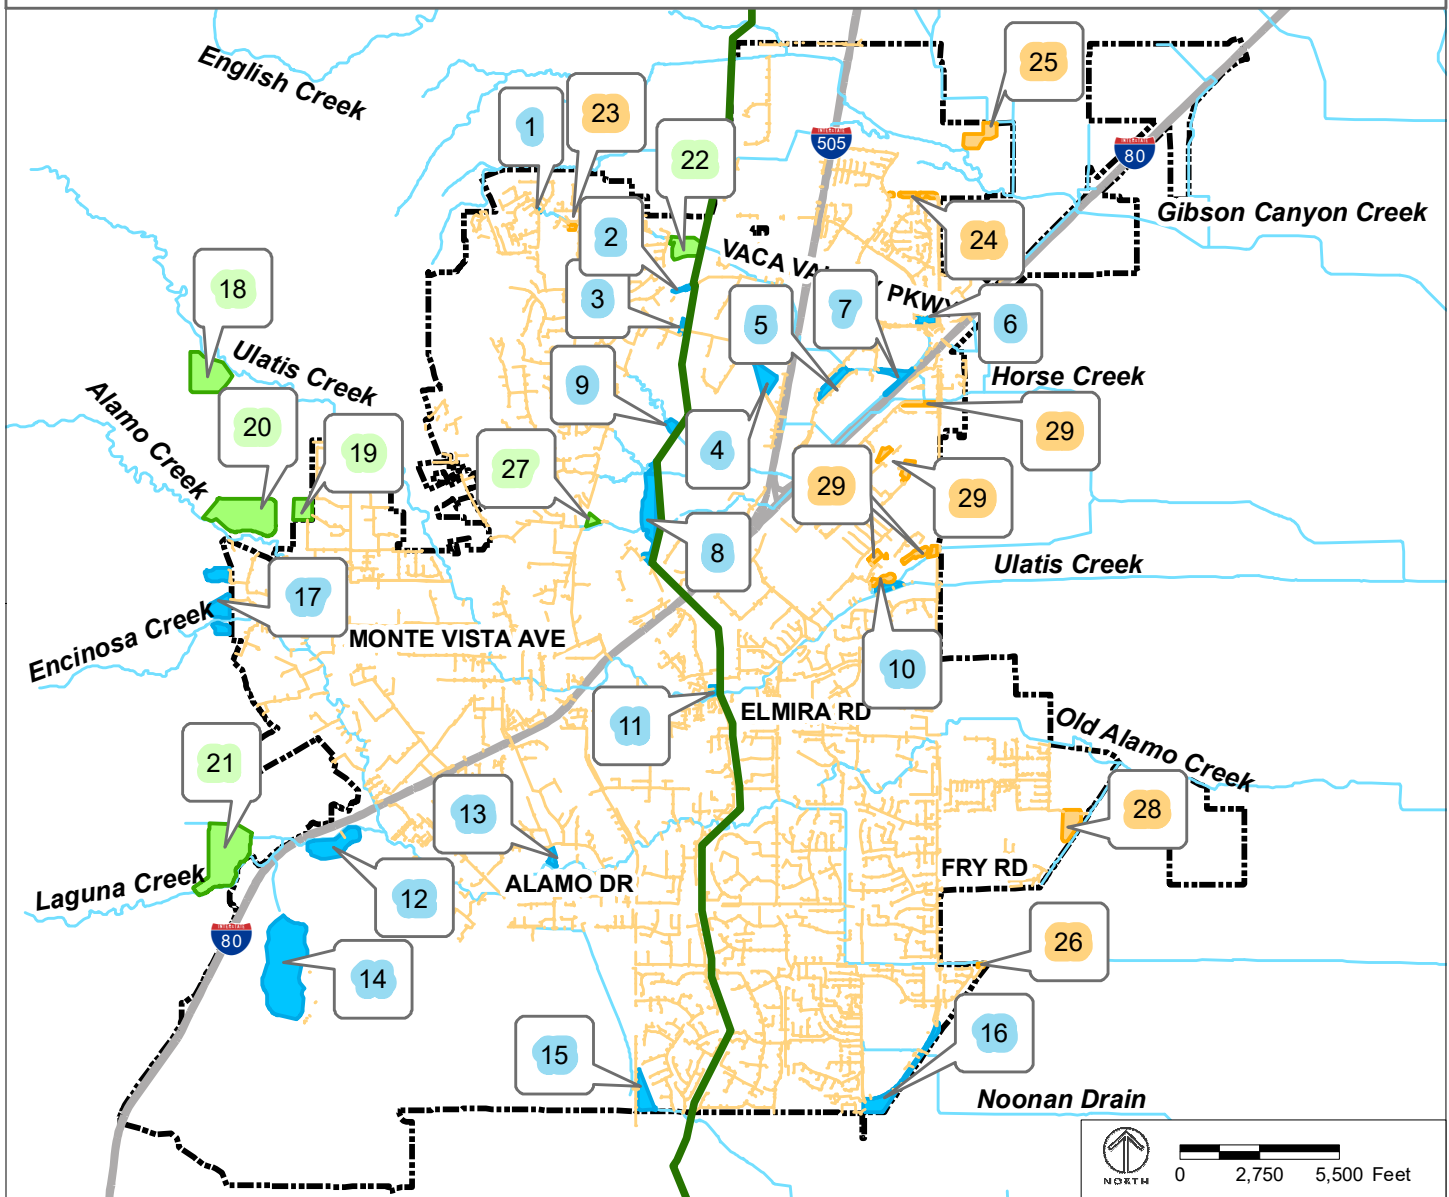 English Creek
25
1
23
INTERSTATE
505
22
INTERSTATE
80
Gibson Canyon Creek
2
24
VACA VA
PKWY
18
3
5
7
6
Ulatis Creek
Horse Creek
9
Alamo Creek
20
19
4
29
27
29
29
8
Ulatis Creek
17
Encinosa Creek
MONTE VISTA AVE
10
11
ELMIRA RD
Old Alamo Creek
21
13
28
Laguna Creek
12
ALAMO DR
FRY RD
INTERSTATE
80
26
14
16
15
Noonan Drain
NORTH
0 2,750 5,500 Feet